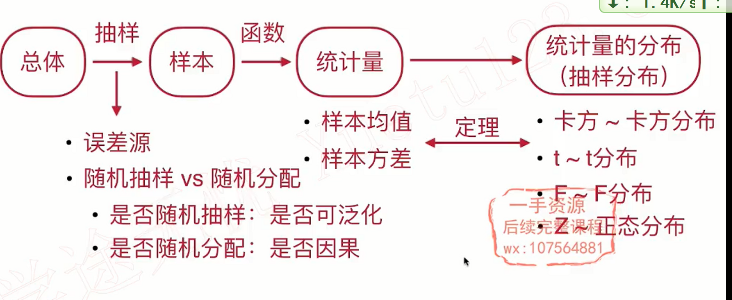 1.4K/s
抽样
函数
总体
样本
统计量
统计量的分布
（抽样分布）
• 误差源
• 随机抽样 vs 随机分配
• 是否随机抽样：是否可泛化
• 是否随机分配：是否因果
• 样本均值
• 样本方差
定理
• 卡方 ~ 卡方分布
• t ~ t分布
• F ~ F分布
• Z ~ 正态分布
一手资源
后续完整课程
wx:107564881